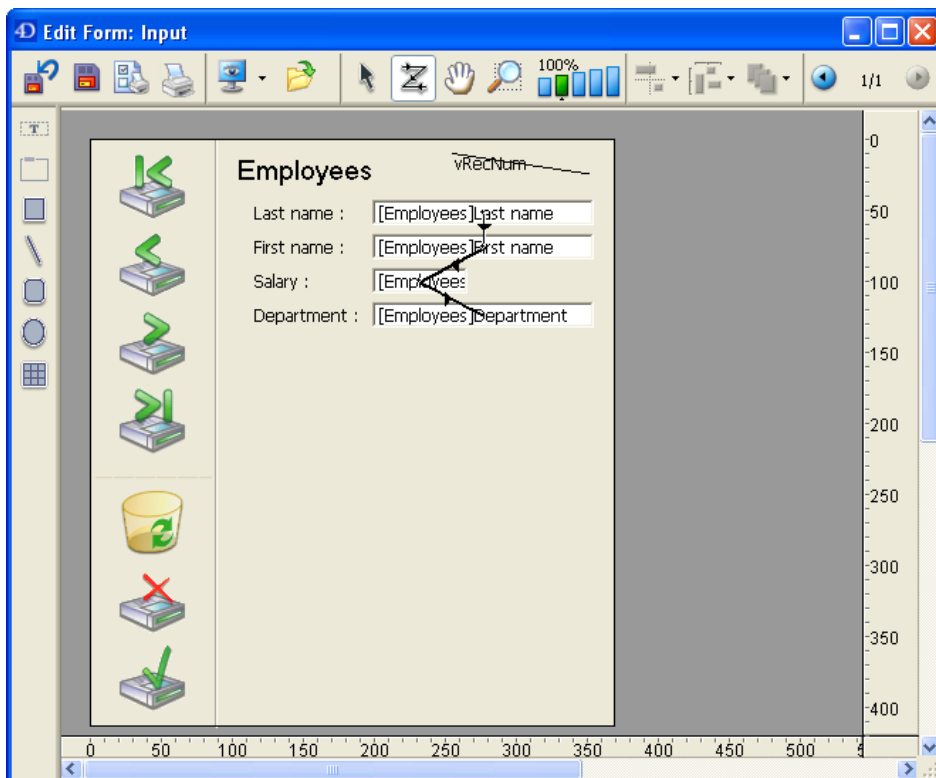 4D Edit Form: Input
100%
1/1
T
Employees
vRecNum
Last name :
[Employees]Last name
First name :
[Employees]First name
Salary :
[Employees
Department :
[Employees]Department
0
50
100
150
200
250
300
350
400
0
50
100
150
200
250
300
350
400
450
500